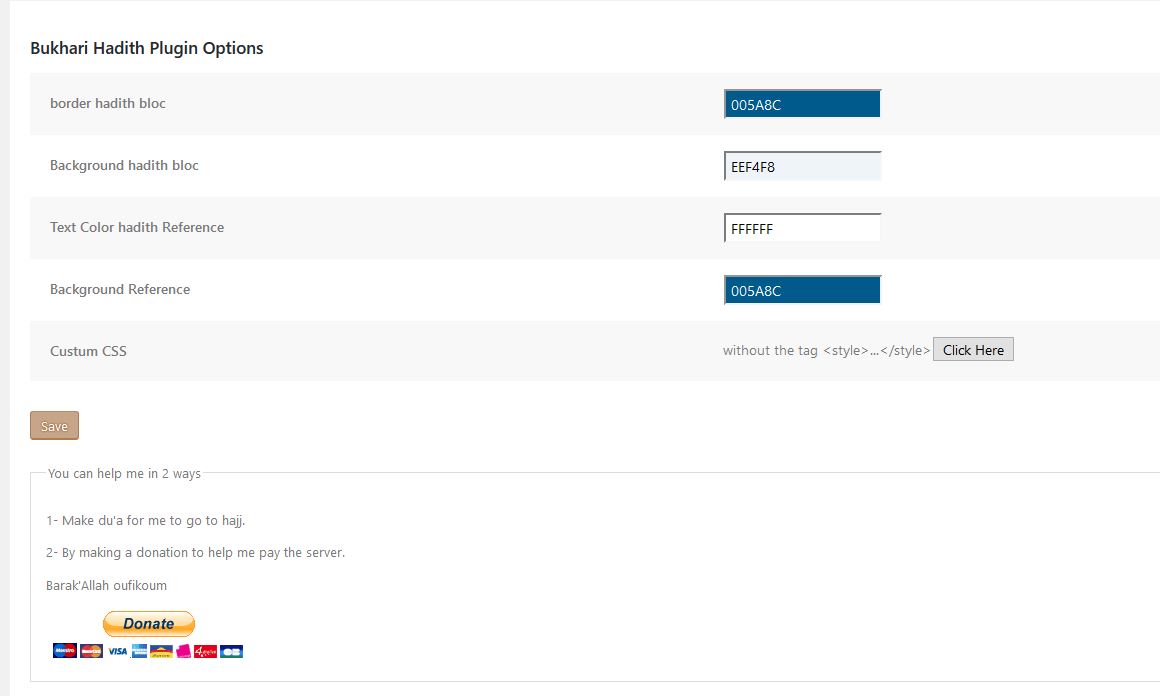 Bukhari Hadith Plugin Options
border hadith bloc 005A8C
Background hadith bloc EEF4F8
Text Color hadith Reference FFFFFF
Background Reference 005A8C
Custum CSS without the tag <style>...</style> Click Here
Save
You can help me in 2 ways
1- Make du'a for me to go to hajj.
2- By making a donation to help me pay the server.
Barak'Allah oufikoum
Donate
Maestro MasterCard VISA